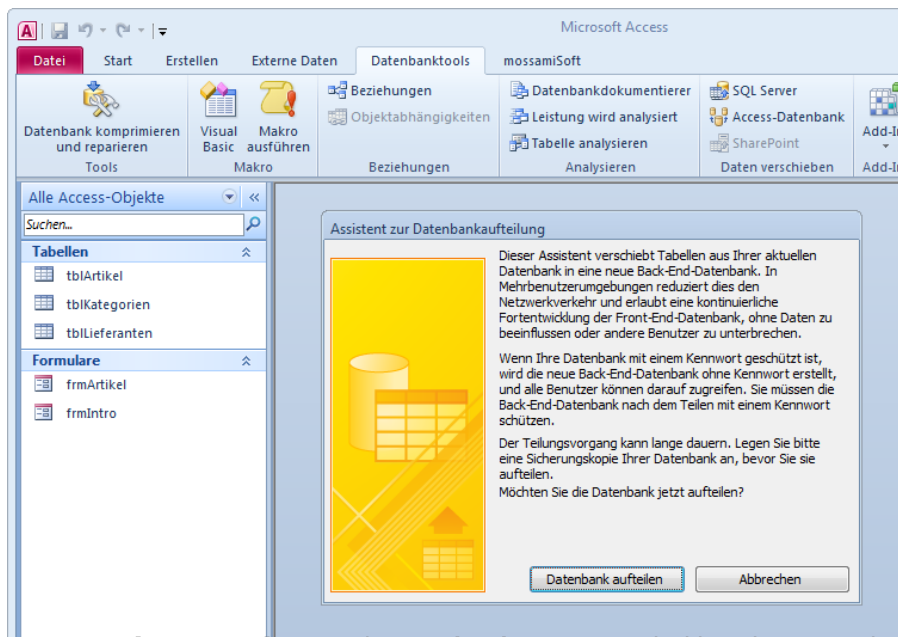 Microsoft Access
Datei Start Erstellen Externe Daten Datenbanktools mossamiSoft
Datenbank komprimieren
und reparieren
Tools
Visual
Basic
Makro
ausführen
Makro
Beziehungen
Objektabhängigkeiten
Beziehungen
Datenbankdokumentierer
Leistung wird analysiert
Tabelle analysieren
Analysieren
SQL Server
Access-Datenbank
SharePoint
Daten verschieben
Add-In
Add-In
Alle Access-Objekte
Suchen...
Tabellen
tblArtikel
tblKategorien
tblLieferanten
Formulare
frmArtikel
frmIntro
Assistent zur Datenbankaufteilung
Dieser Assistent verschiebt Tabellen aus Ihrer aktuellen
Datenbank in eine neue Back-End-Datenbank. In
Mehrbenutzerumgebungen reduziert dies den
Netzwerkverkehr und erlaubt eine kontinuierliche
Fortentwicklung der Front-End-Datenbank, ohne Daten zu
beeinflussen oder andere Benutzer zu unterbrechen.
Wenn Ihre Datenbank mit einem Kennwort geschützt ist,
wird die neue Back-End-Datenbank ohne Kennwort erstellt,
und alle Benutzer können darauf zugreifen. Sie müssen die
Back-End-Datenbank nach dem Teilen mit einem Kennwort
schützen.
Der Teilungsvorgang kann lange dauern. Legen Sie bitte
eine Sicherungskopie Ihrer Datenbank an, bevor Sie sie
aufteilen.
Möchten Sie die Datenbank jetzt aufteilen?
Datenbank aufteilen
Abbrechen